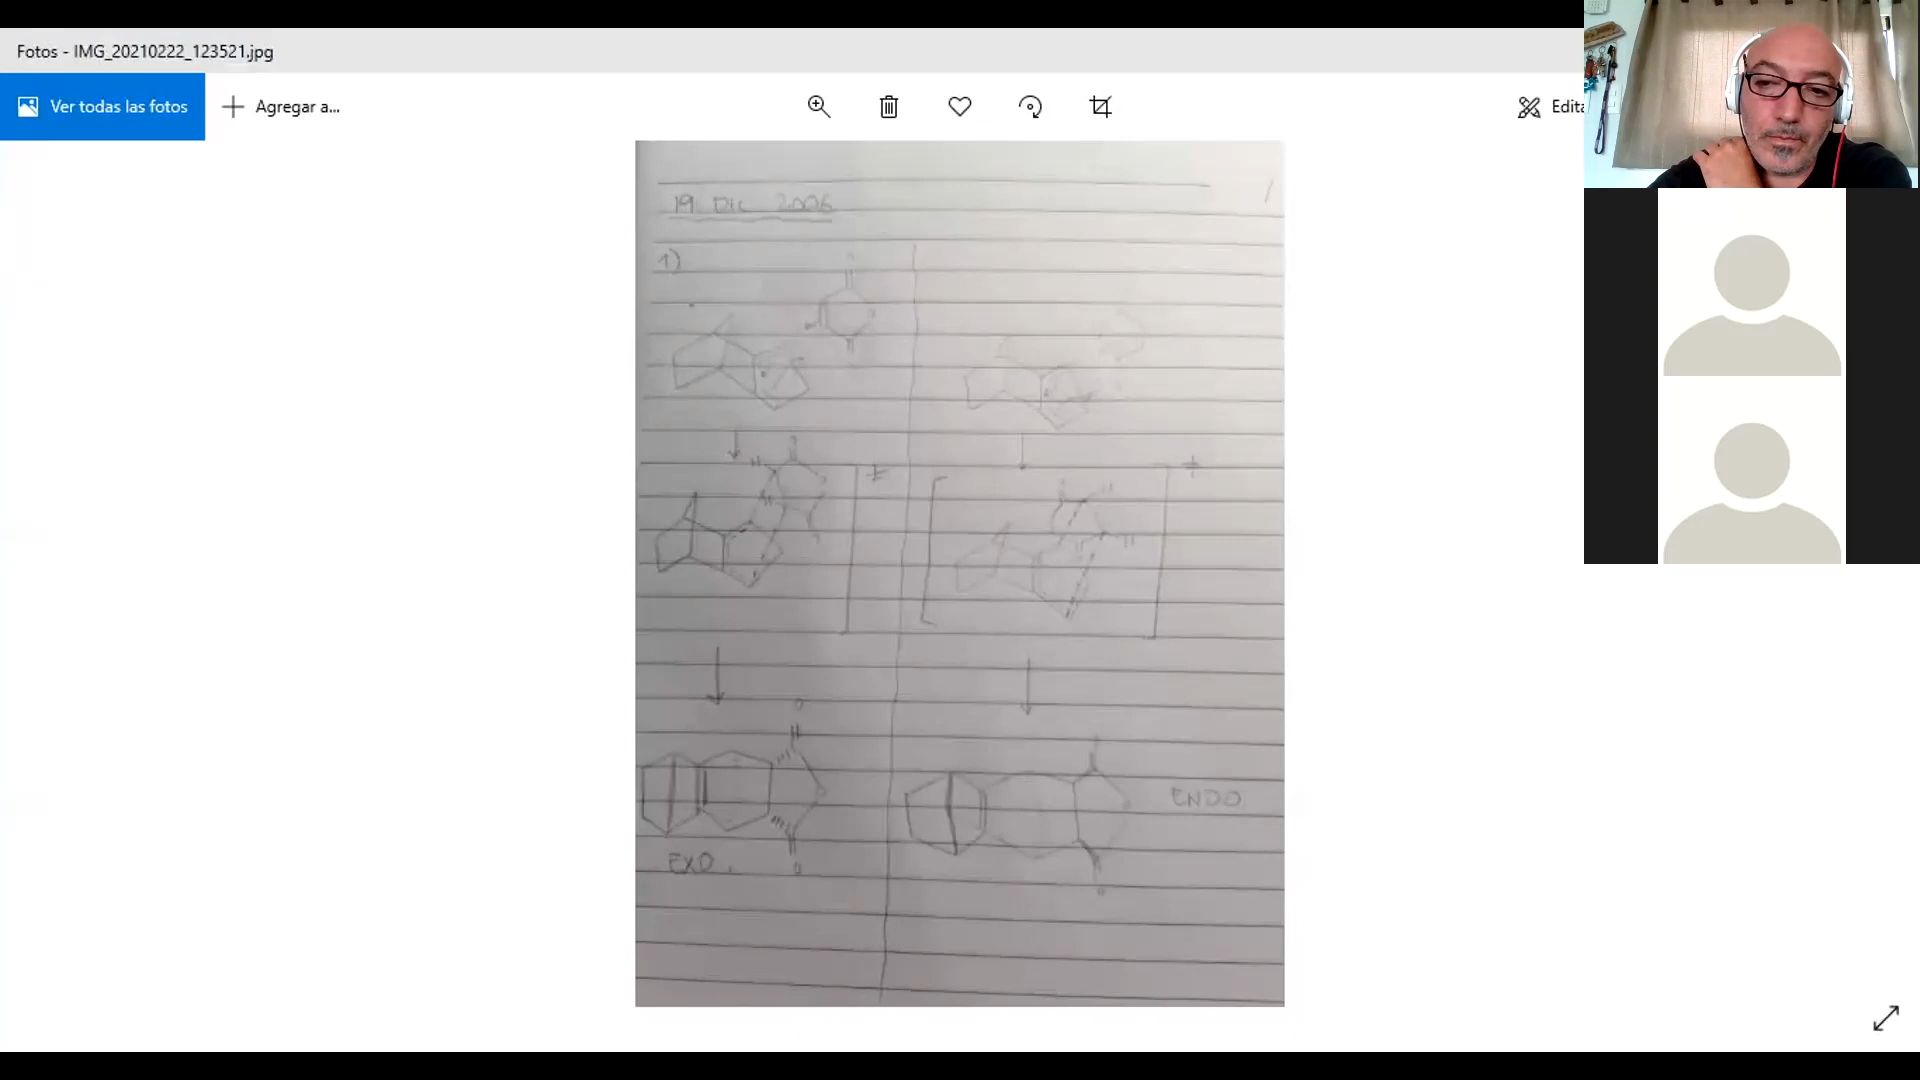 Fotos - IMG_20210222_123521.jpg
Ver todas las fotos
Agregar a...
Edita
19 DIC 2006
1)
H
H
O
O
EXO.
ENDO
O